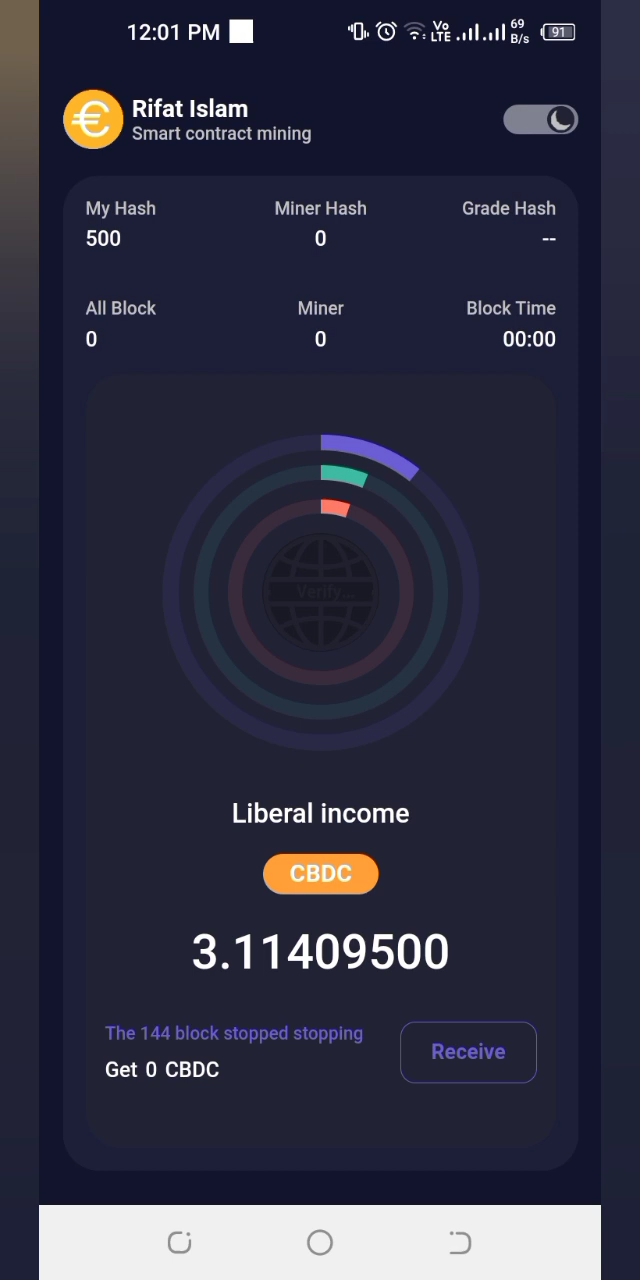 12:01 PM
Vo LTE 69 B/s 91
Rifat Islam
Smart contract mining
My Hash Miner Hash Grade Hash
500 0 --
All Block Miner Block Time
0 0 00:00
Verify...
Liberal income
CBDC
3.11409500
The 144 block stopped stopping
Get 0 CBDC
Receive